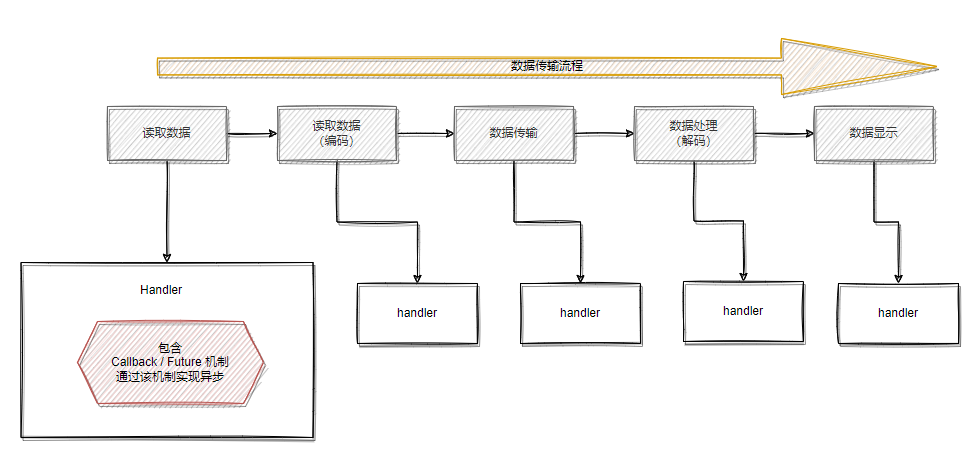 数据传输流程
读取数据
读取数据
（编码）
数据传输
数据处理
（解码）
数据显示
Handler
包含
Callback / Future 机制
通过该机制实现异步
handler
handler
handler
handler